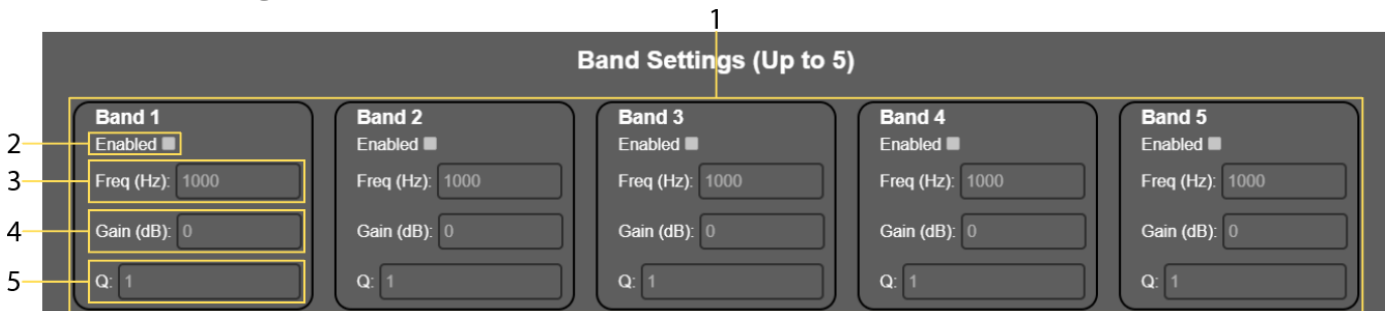 1
Band Settings (Up to 5)
Band 1 Band 2 Band 3 Band 4 Band 5
2 Enabled Enabled Enabled Enabled Enabled
3 Freq (Hz): 1000 Freq (Hz): 1000 Freq (Hz): 1000 Freq (Hz): 1000 Freq (Hz): 1000
4 Gain (dB): 0 Gain (dB): 0 Gain (dB): 0 Gain (dB): 0 Gain (dB): 0
5 Q: 1 Q: 1 Q: 1 Q: 1 Q: 1